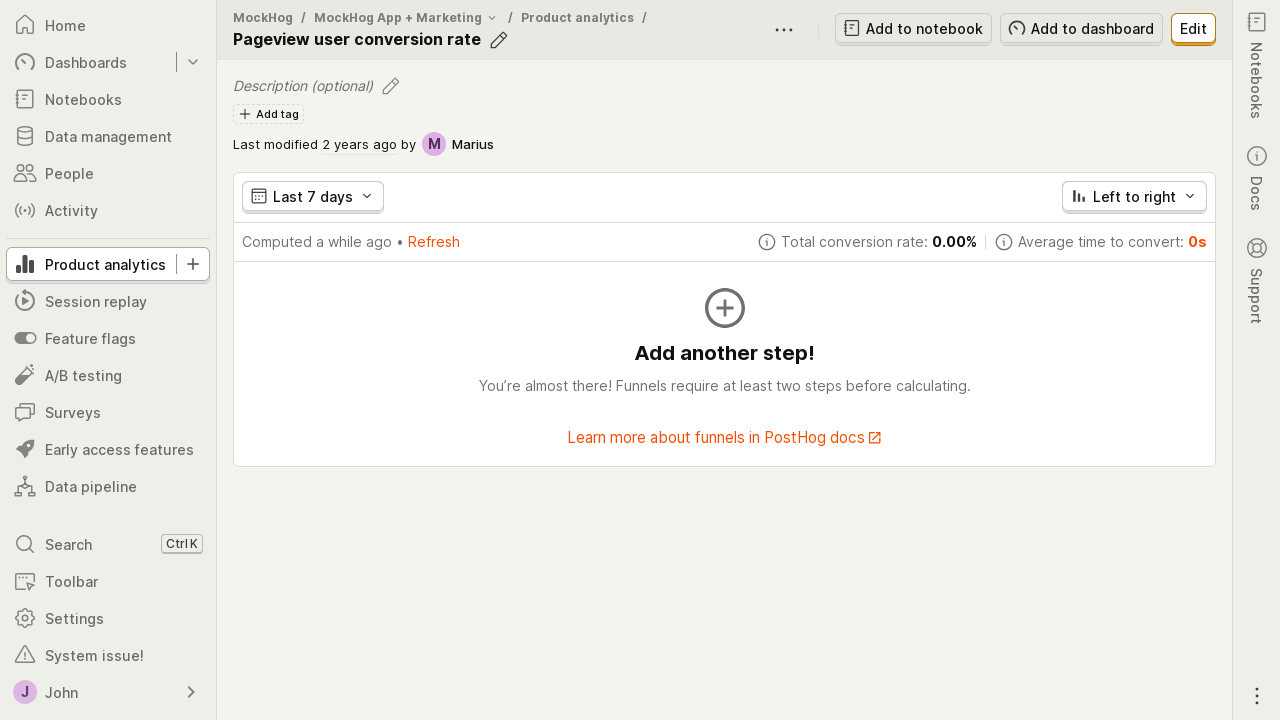 Home
Dashboards
Notebooks
Data management
People
Activity
Product analytics
Session replay
Feature flags
A/B testing
Surveys
Early access features
Data pipeline
Search
Ctrl K
Toolbar
Settings
System issue!
J John
MockHog / MockHog App + Marketing / Product analytics /
Pageview user conversion rate
Add to notebook
Add to dashboard
Edit
Description (optional)
Add tag
Last modified 2 years ago by M Marius
Last 7 days
Left to right
Computed a while ago • Refresh
Total conversion rate: 0.00%
Average time to convert: 0s
Add another step!
You’re almost there! Funnels require at least two steps before calculating.
Learn more about funnels in PostHog docs
Notebooks
Docs
Support